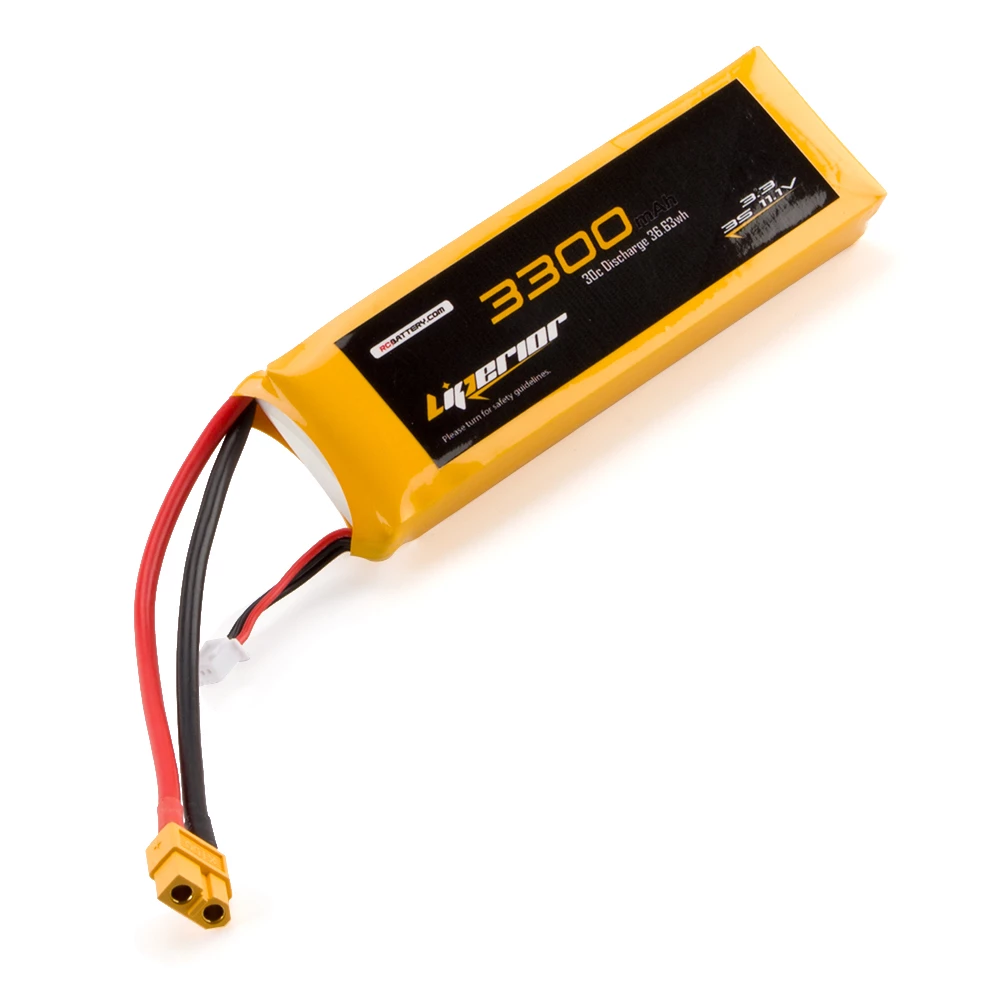 RCBATTERY.COM
3300mAh
30c Discharge 36.63wh
Liperior
Please turn for safety guidelines.
3.3
3S 11.1V